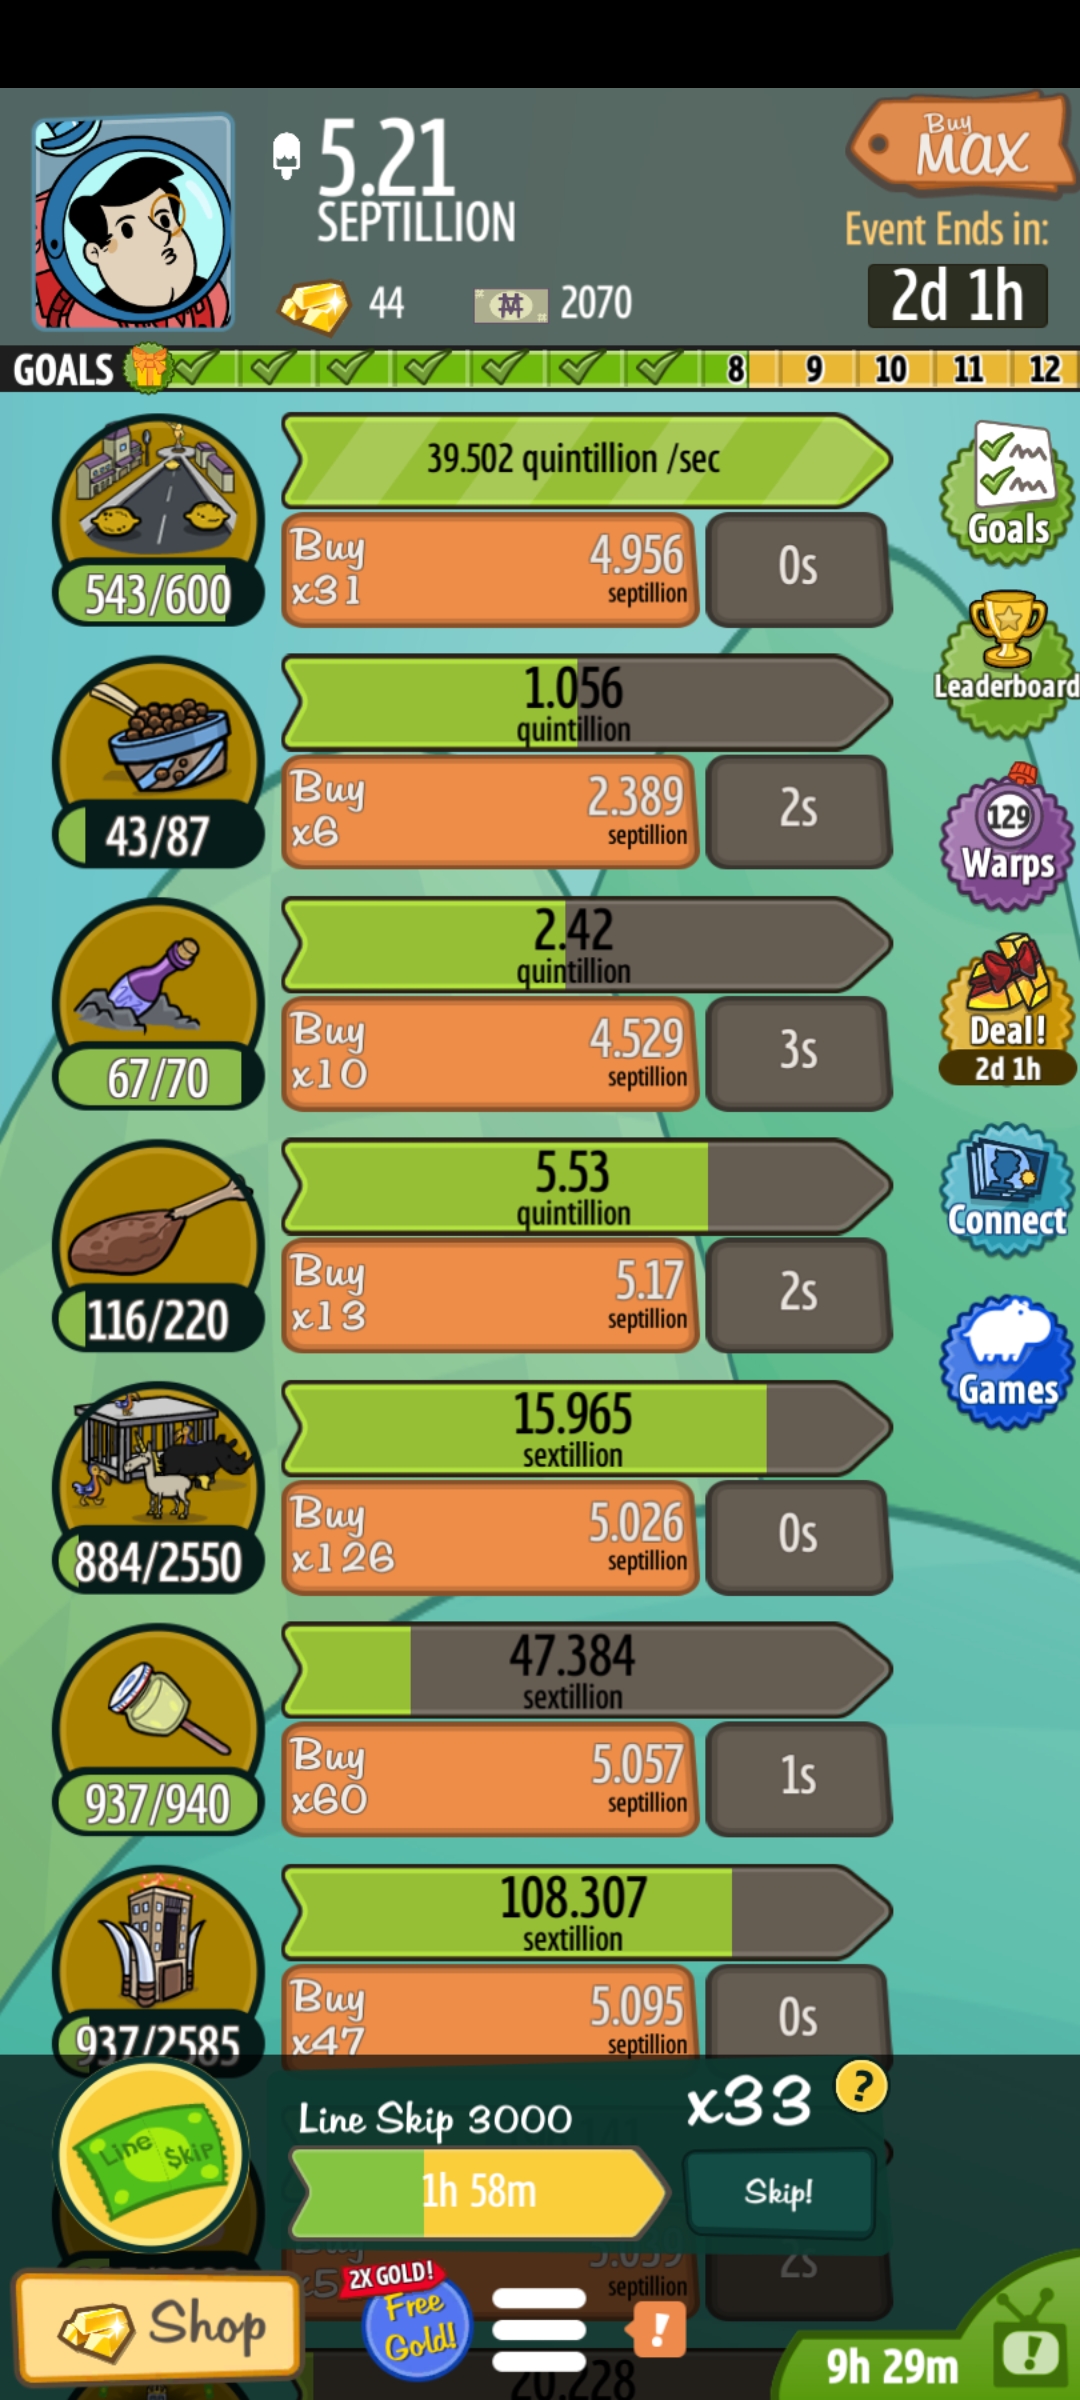 Buy
MAX
5.21
SEPTILLION
Event Ends in:
2d 1h
44
2070
GOALS
8 9 10 11 12
39.502 quintillion /sec
Buy
x31
4.956
septillion
0s
543/600
Goals
Leaderboard
1.056
quintillion
Buy
x6
2.389
septillion
2s
43/87
129
Warps
2.42
quintillion
Buy
x10
4.529
septillion
3s
67/70
Deal!
2d 1h
5.53
quintillion
Buy
x13
5.17
septillion
2s
116/220
Connect
Games
15.965
sextillion
Buy
x126
5.026
septillion
0s
884/2550
47.384
sextillion
Buy
x60
5.057
septillion
1s
937/940
108.307
sextillion
Buy
x47
5.095
septillion
0s
937/2585
Line Skip
Line Skip 3000
x33
?
1h 58m
Skip!
septillion
2s
Shop
2X GOLD!
Free
Gold!
!
9h 29m
!
20.228